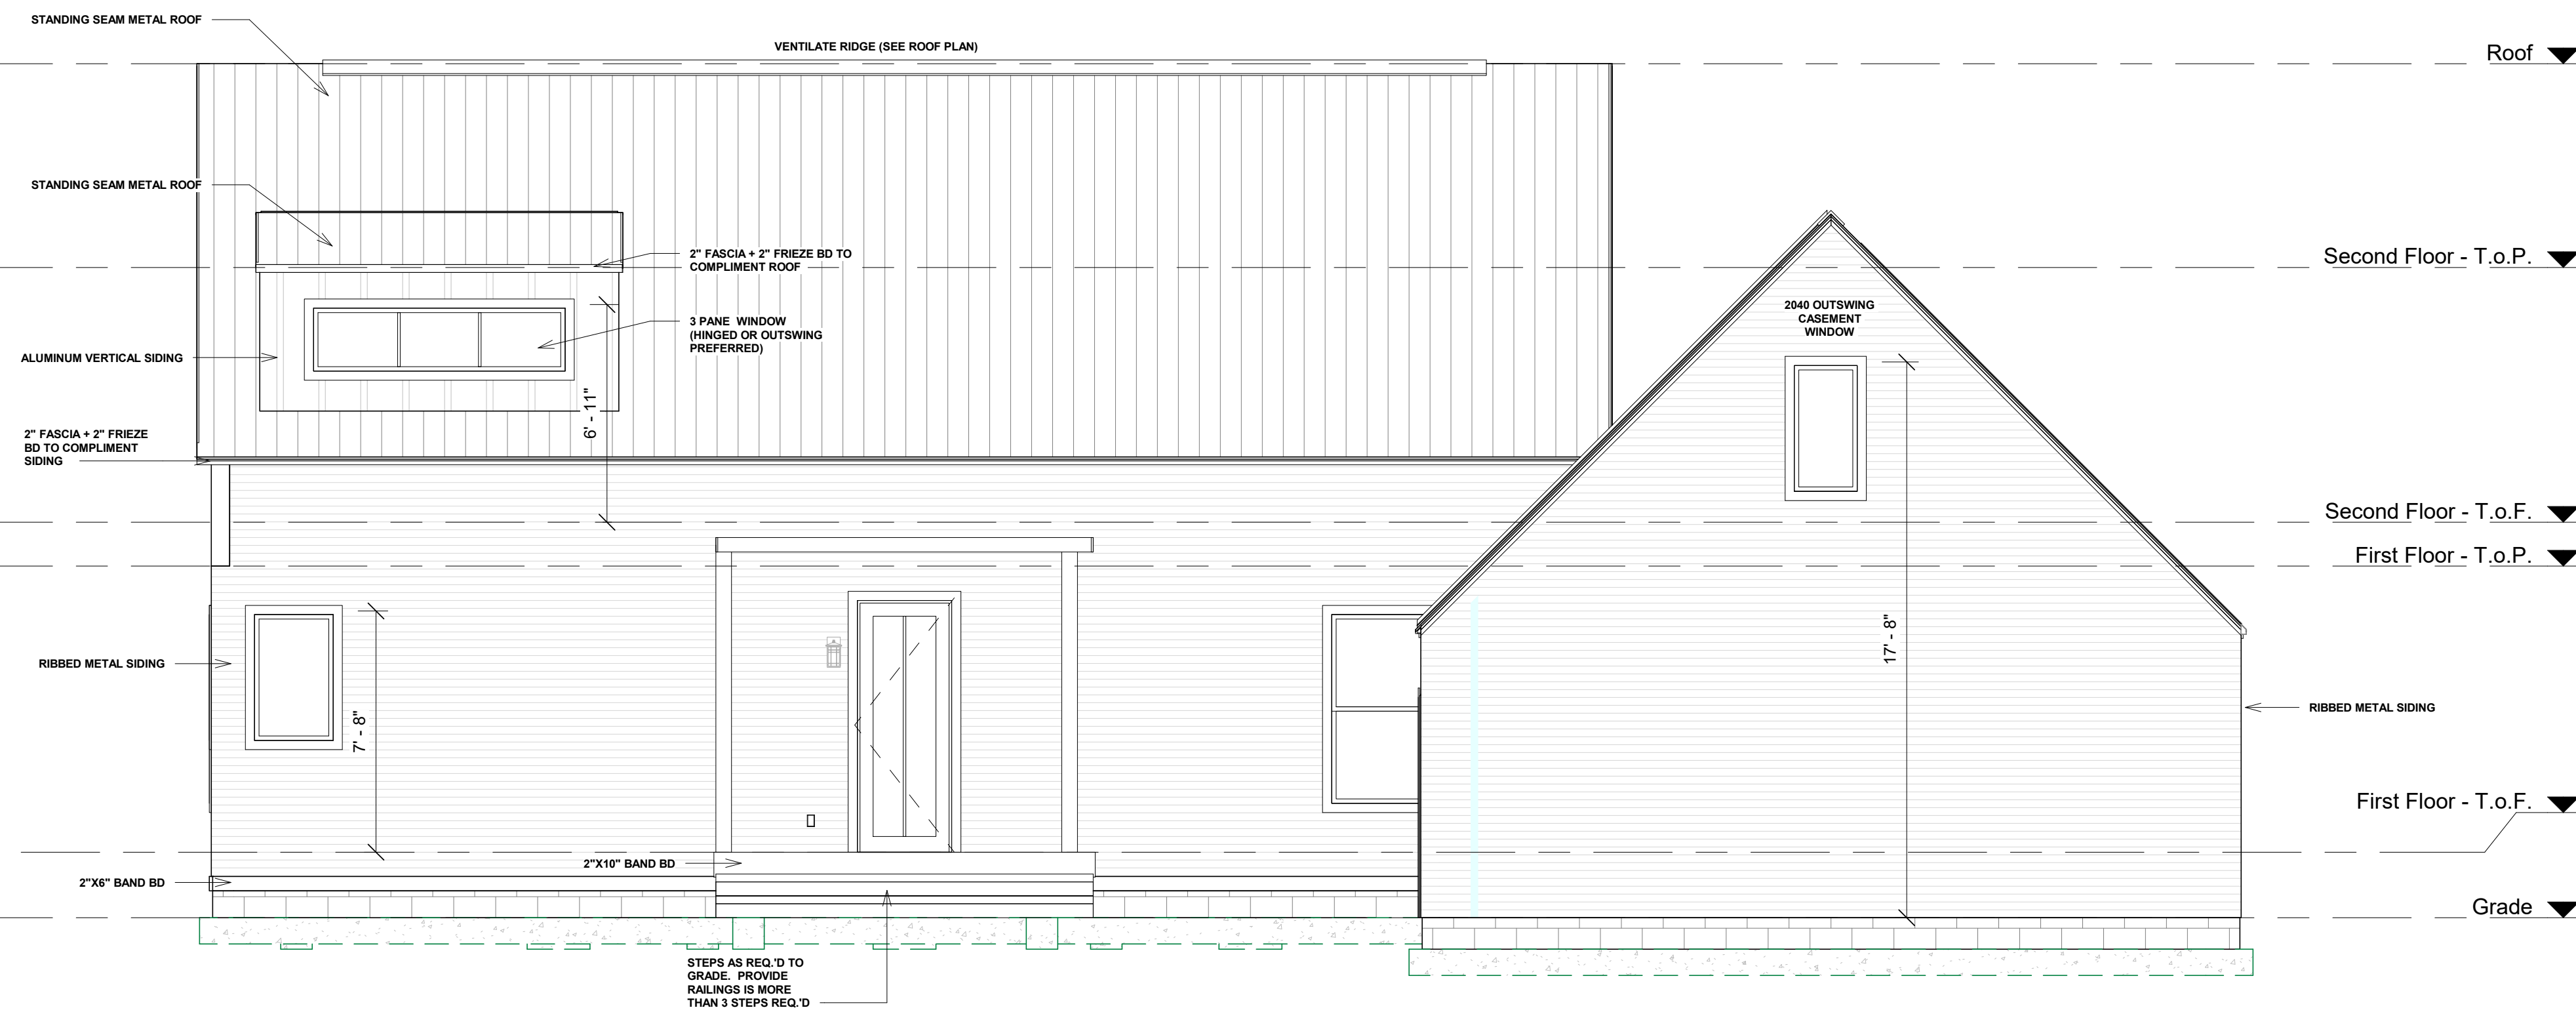 STANDING SEAM METAL ROOF
VENTILATE RIDGE (SEE ROOF PLAN)
Roof
STANDING SEAM METAL ROOF
2" FASCIA + 2" FRIEZE BD TO
COMPLIMENT ROOF
Second Floor - T.o.P.
3 PANE WINDOW
(HINGED OR OUTSWING
PREFERRED)
2040 OUTSWING
CASEMENT
WINDOW
ALUMINUM VERTICAL SIDING
6' - 11"
2" FASCIA + 2" FRIEZE
BD TO COMPLIMENT
SIDING
Second Floor - T.o.F.
First Floor - T.o.P.
RIBBED METAL SIDING
7' - 8"
17' - 8"
RIBBED METAL SIDING
First Floor - T.o.F.
2"X10" BAND BD
2"X6" BAND BD
Grade
STEPS AS REQ.'D TO
GRADE. PROVIDE
RAILINGS IS MORE
THAN 3 STEPS REQ.'D